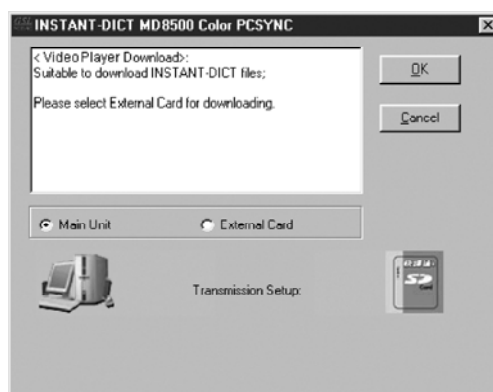 INSTANT-DICT MD8500 Color PCSYNC
< Video Player Download>:
Suitable to download INSTANT-DICT files;
Please select External Card for downloading.
OK
Cancel
Main Unit
External Card
Transmission Setup:
SD